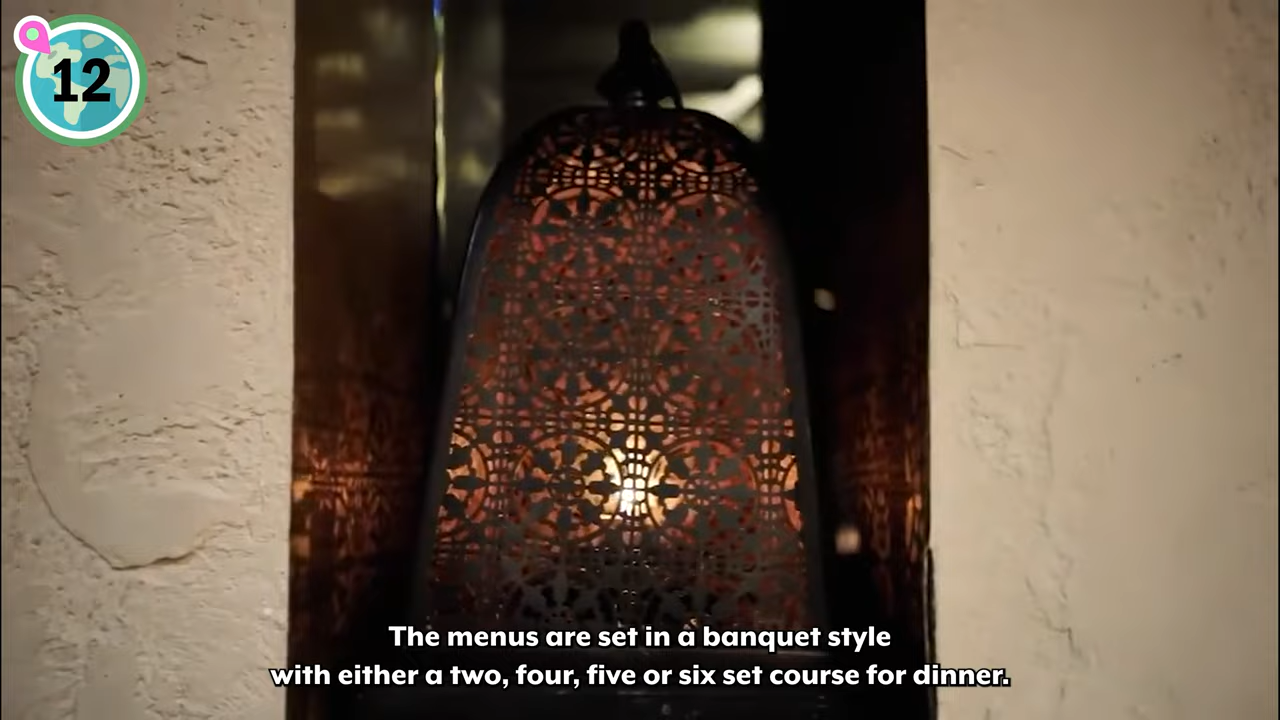 12
The menus are set in a banquet style
with either a two, four, five or six set course for dinner.